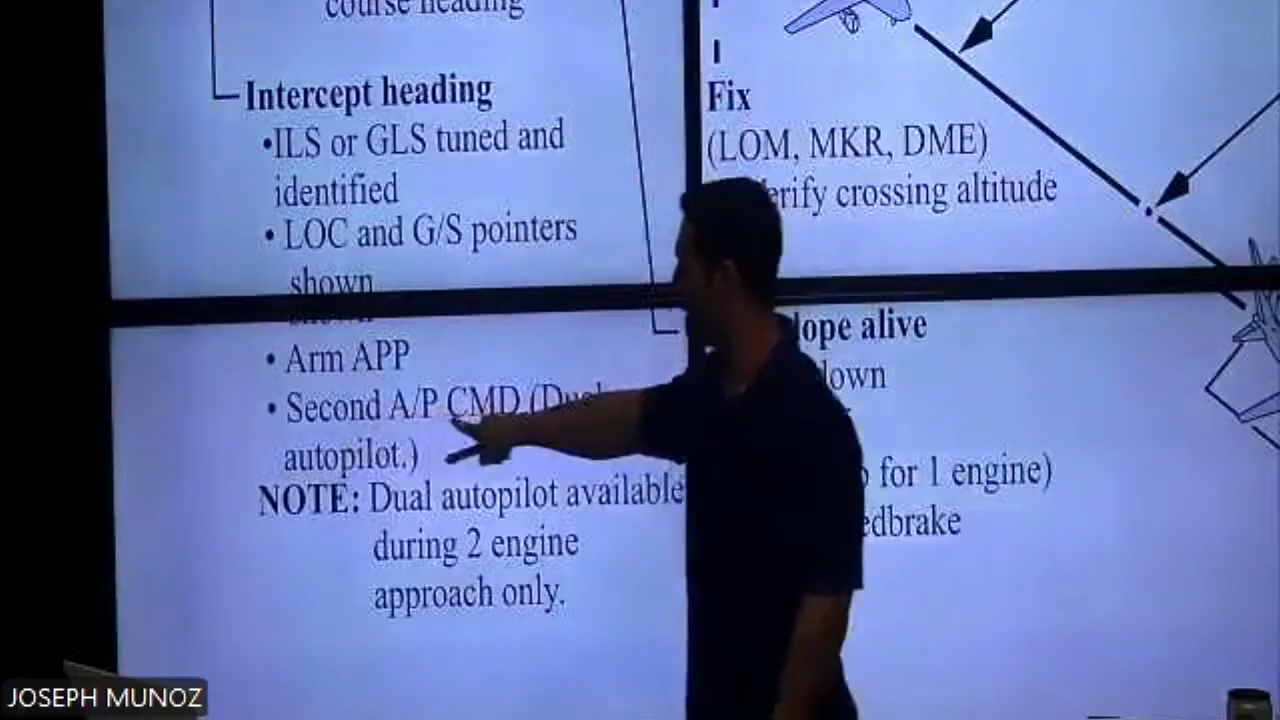 course heading
Intercept heading
•ILS or GLS tuned and
identified
• LOC and G/S pointers
shown
• Arm APP
• Second A/P CMD (Dual
autopilot.)
NOTE: Dual autopilot available
during 2 engine
approach only.
Fix
(LOM, MKR, DME)
erify crossing altitude
lope alive
down
for 1 engine)
edbrake
JOSEPH MUNOZ